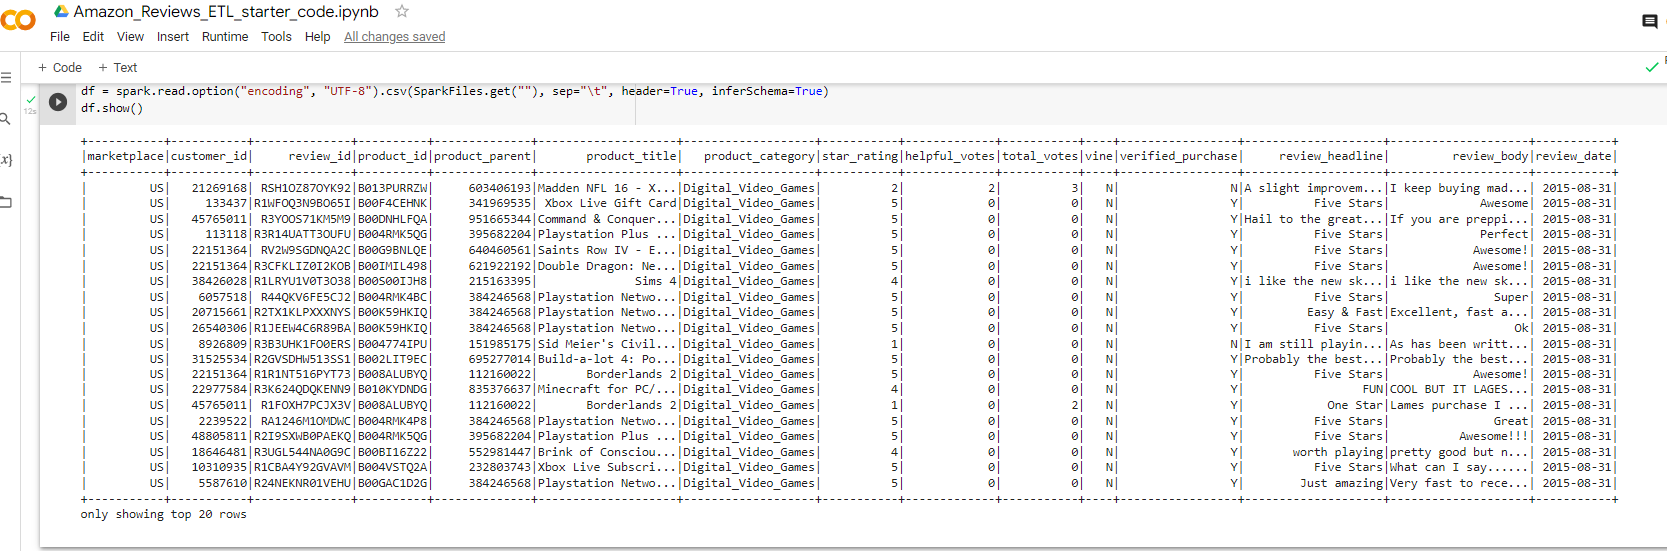 Amazon_Reviews_ETL_starter_code.ipynb
File Edit View Insert Runtime Tools Help All changes saved
+ Code + Text
df = spark.read.option("encoding", "UTF-8").csv(SparkFiles.get(""), sep="\t", header=True, inferSchema=True)
12s df.show()
+-----------+-----------+--------------+----------+--------------+--------------------+-------------------+-----------+-------------+-----------+----+-----------------+--------------------+--------------------+-----------+
|marketplace|customer_id|     review_id|product_id|product_parent|       product_title|   product_category|star_rating|helpful_votes|total_votes|vine|verified_purchase|     review_headline|         review_body|review_date|
+-----------+-----------+--------------+----------+--------------+--------------------+-------------------+-----------+-------------+-----------+----+-----------------+--------------------+--------------------+-----------+
|         US|   21269168| RSH1OZ87OYK92|B013PURRZW|     603406193|Madden NFL 16 - X...|Digital_Video_Games|          2|            2|          3|   N|                N|A slight improvem...|I keep buying mad...| 2015-08-31|
|         US|     133437|R1WFOQ3N9BO65I|B00F4CEHNK|     341969535| Xbox Live Gift Card|Digital_Video_Games|          5|            0|          0|   N|                Y|          Five Stars|             Awesome| 2015-08-31|
|         US|   45765011| R3YOOS71KM5M9|B00DNHLFQA|     951665344|Command & Conquer...|Digital_Video_Games|          5|            0|          0|   N|                Y|Hail to the great...|If you are preppi...| 2015-08-31|
|         US|     113118|R3R14UATT3OUFU|B004RMK5QG|     395682204|Playstation Plus ...|Digital_Video_Games|          5|            0|          0|   N|                Y|          Five Stars|             Perfect| 2015-08-31|
|         US|   22151364| RV2W9SGDNQA2C|B00G9BNLQE|     640460561|Saints Row IV - E...|Digital_Video_Games|          5|            0|          0|   N|                Y|          Five Stars|            Awesome!| 2015-08-31|
|         US|   22151364|R3CFKLIZ0I2KOB|B00IMIL498|     621922192|Double Dragon: Ne...|Digital_Video_Games|          5|            0|          0|   N|                Y|          Five Stars|            Awesome!| 2015-08-31|
|         US|   38426028|R1LRYU1V0T3O38|B00S00IJH8|     215163395|              Sims 4|Digital_Video_Games|          4|            0|          0|   N|                Y|i like the new sk...|i like the new sk...| 2015-08-31|
|         US|    6057518| R44QKV6FE5CJ2|B004RMK4BC|     384246568|Playstation Netwo...|Digital_Video_Games|          5|            0|          0|   N|                Y|          Five Stars|               Super| 2015-08-31|
|         US|   20715661|R2TX1KLPXXXNYS|B00K59HKIQ|     384246568|Playstation Netwo...|Digital_Video_Games|          5|            0|          0|   N|                Y|         Easy & Fast|Excellent, fast a...| 2015-08-31|
|         US|   26540306|R1JEEW4C6R89BA|B00K59HKIQ|     384246568|Playstation Netwo...|Digital_Video_Games|          5|            0|          0|   N|                Y|          Five Stars|                  Ok| 2015-08-31|
|         US|    8926809|R3B3UHK1FO0ERS|B004774IPU|     151985175|Sid Meier's Civil...|Digital_Video_Games|          1|            0|          0|   N|                N|I am still playin...|As has been writt...| 2015-08-31|
|         US|   31525534|R2GVSDHW513SS1|B002LIT9EC|     695277014|Build-a-lot 4: Po...|Digital_Video_Games|          5|            0|          0|   N|                Y|Probably the best...|Probably the best...| 2015-08-31|
|         US|   22151364|R1R1NT516PYT73|B008ALUBYQ|     112160022|       Borderlands 2|Digital_Video_Games|          5|            0|          0|   N|                Y|          Five Stars|            Awesome!| 2015-08-31|
|         US|   22977584|R3K624QDQKENN9|B010KYDNDG|     835376637|Minecraft for PC/...|Digital_Video_Games|          4|            0|          0|   N|                Y|                 FUN|COOL BUT IT LAGES...| 2015-08-31|
|         US|   45765011| R1FOXH7PCJX3V|B008ALUBYQ|     112160022|       Borderlands 2|Digital_Video_Games|          1|            0|          2|   N|                Y|            One Star|Lames purchase I ...| 2015-08-31|
|         US|    2239522| RA1246M1OMDWC|B004RMK4P8|     384246568|Playstation Netwo...|Digital_Video_Games|          5|            0|          0|   N|                Y|          Five Stars|               Great| 2015-08-31|
|         US|   48805811|R2I9SXWB0PAEKQ|B004RMK5QG|     395682204|Playstation Plus ...|Digital_Video_Games|          5|            0|          0|   N|                Y|          Five Stars|          Awesome!!!| 2015-08-31|
|         US|   18646481|R3UGL544NA0G9C|B00BI16Z22|     552981447|Brink of Consciou...|Digital_Video_Games|          4|            0|          0|   N|                Y|       worth playing|pretty good but n...| 2015-08-31|
|         US|   10310935|R1CBA4Y92GVAVM|B004VSTQ2A|     232803743|Xbox Live Subscri...|Digital_Video_Games|          5|            0|          0|   N|                Y|          Five Stars|What can I say......| 2015-08-31|
|         US|    5587610|R24NEKNR01VEHU|B00GAC1D2G|     384246568|Playstation Netwo...|Digital_Video_Games|          5|            0|          0|   N|                Y|        Just amazing|Very fast to rece...| 2015-08-31|
+-----------+-----------+--------------+----------+--------------+--------------------+-------------------+-----------+-------------+-----------+----+-----------------+--------------------+--------------------+-----------+
only showing top 20 rows